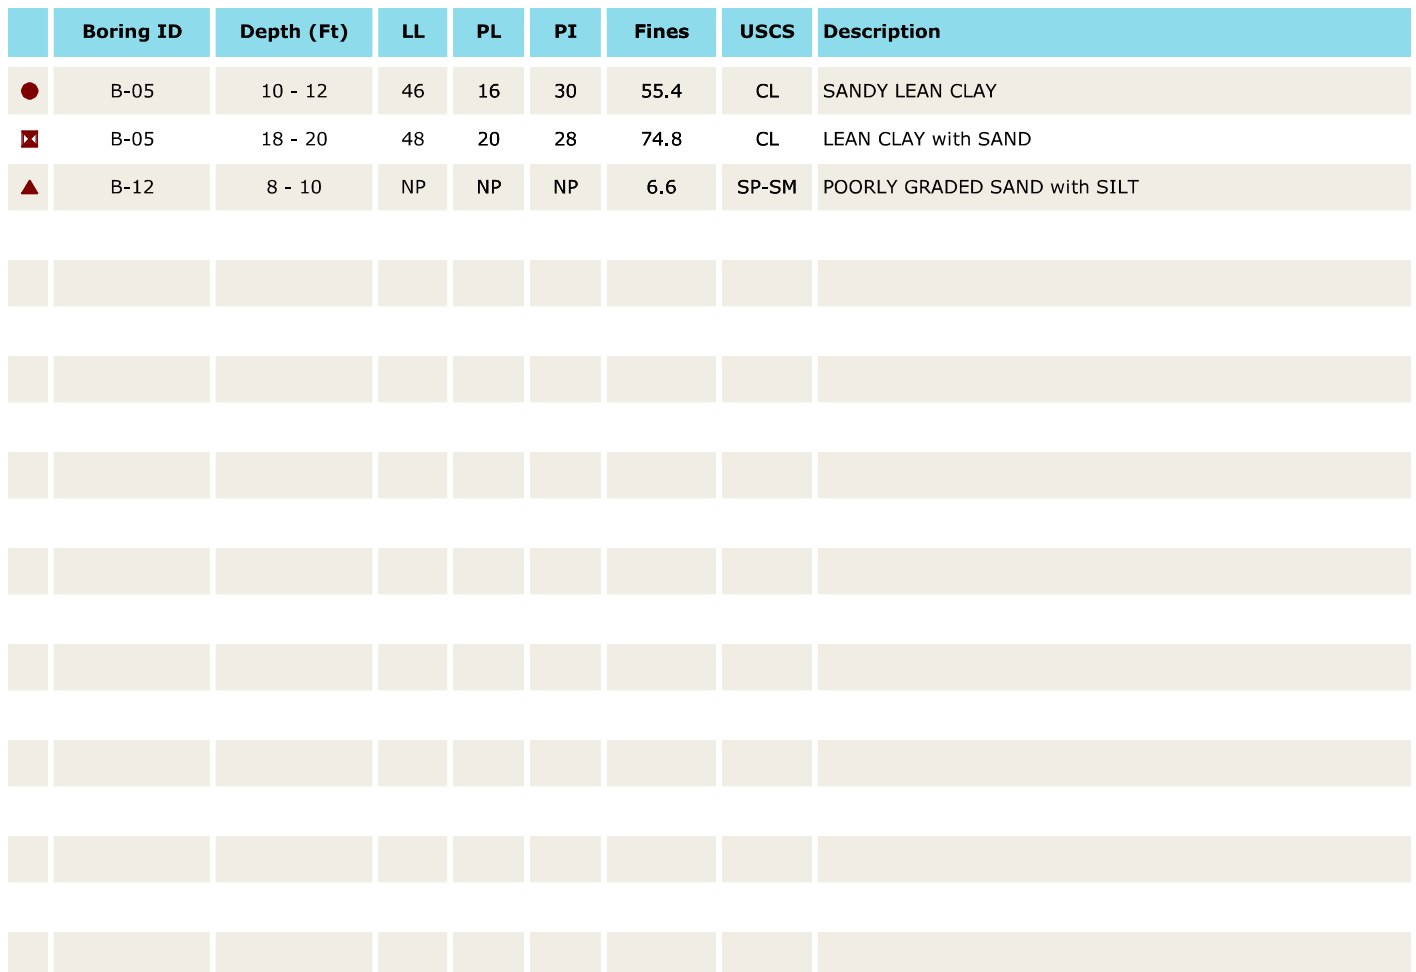 Boring ID Depth (Ft) LL PL PI Fines USCS Description
B-05 10 - 12 46 16 30 55.4 CL SANDY LEAN CLAY
B-05 18 - 20 48 20 28 74.8 CL LEAN CLAY with SAND
B-12 8 - 10 NP NP NP 6.6 SP-SM POORLY GRADED SAND with SILT